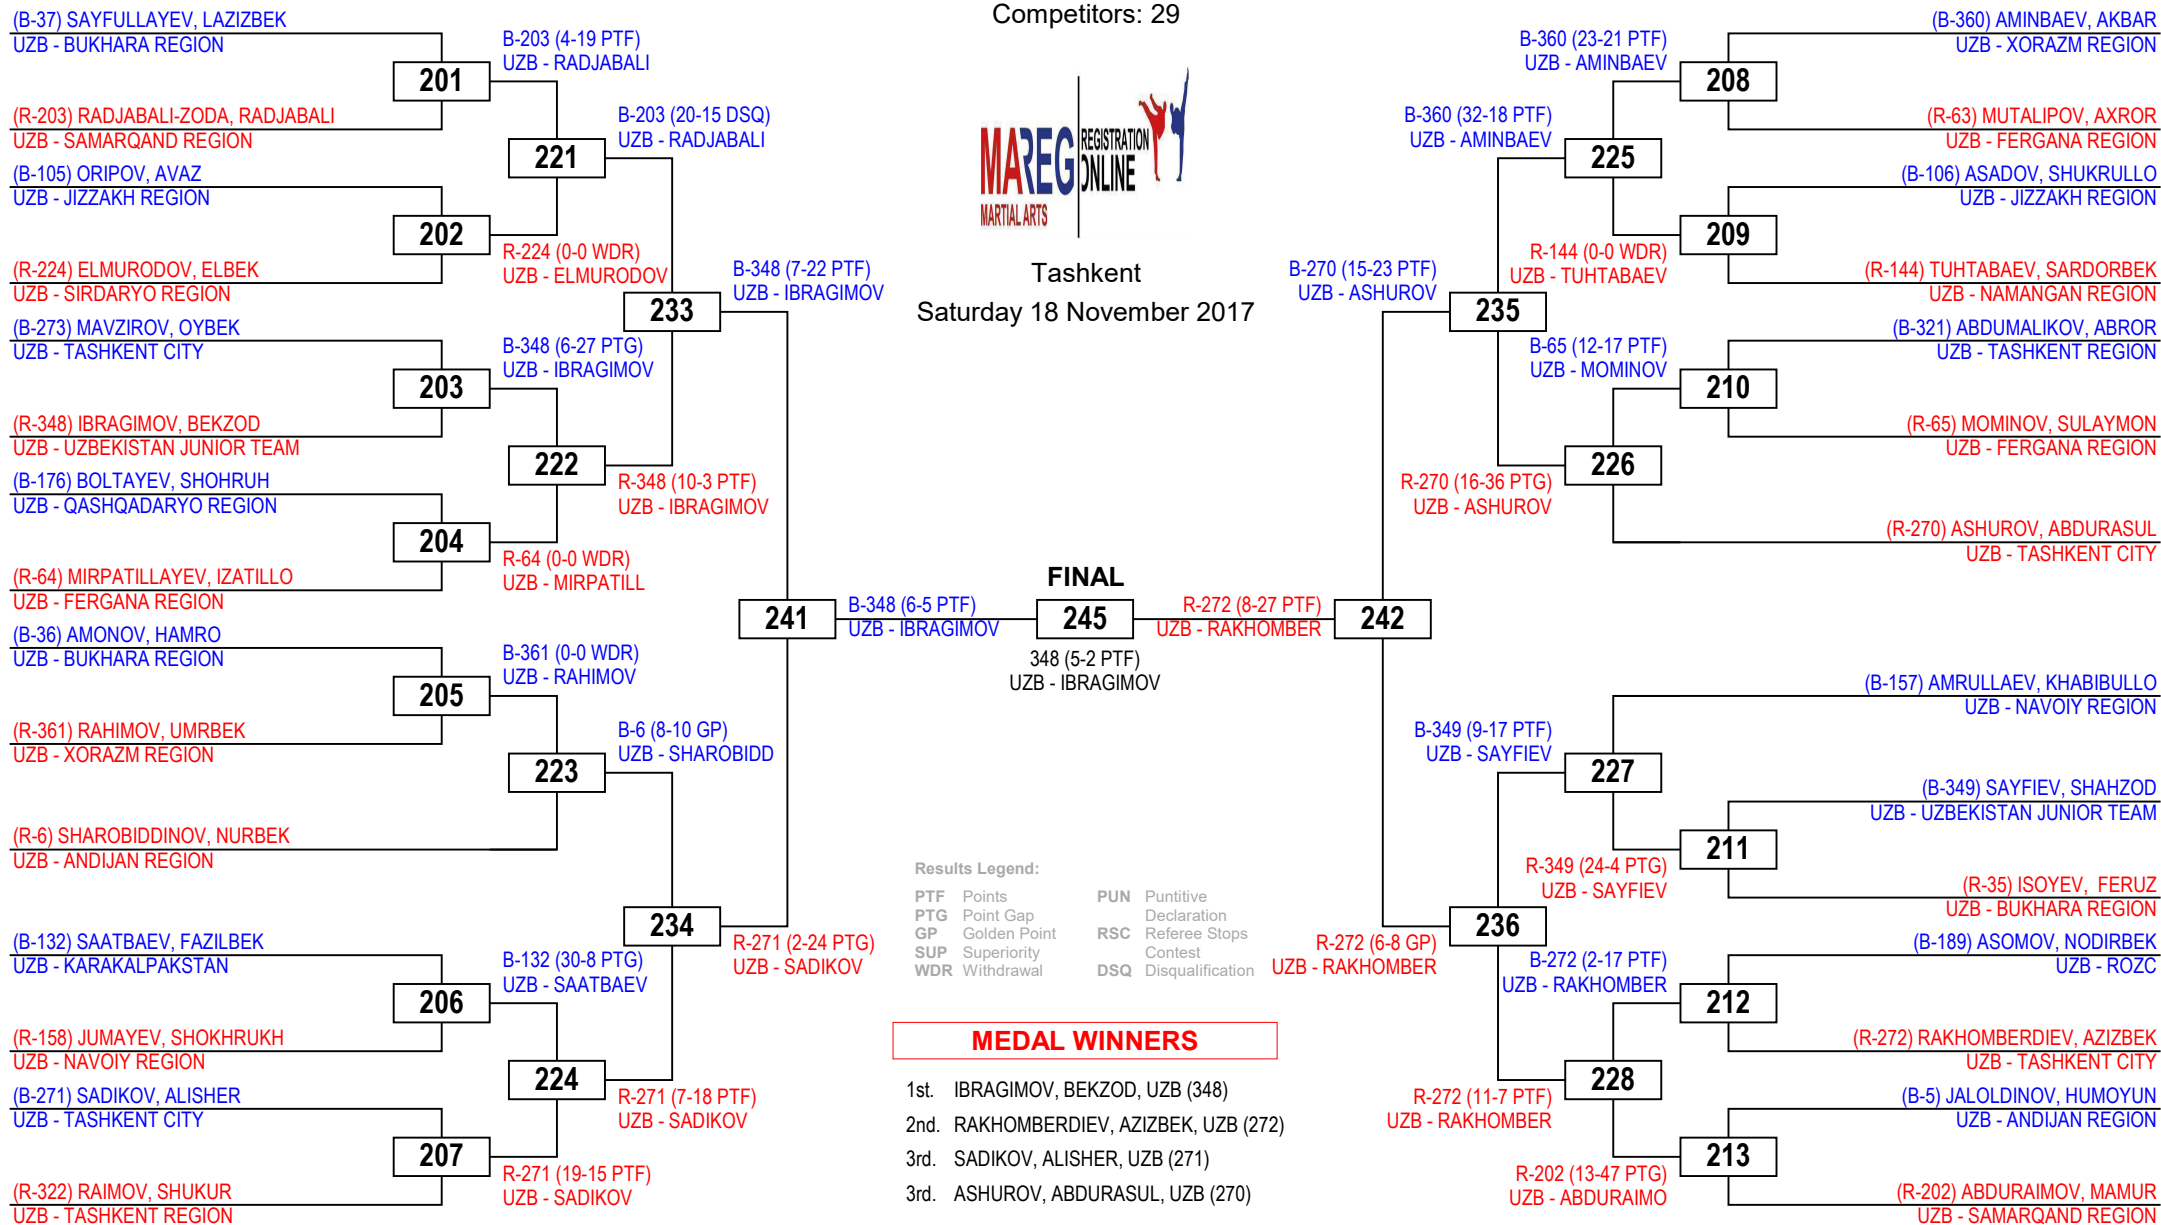 Competitors: 29
MAREG
REGISTRATION
ONLINE
MARTIAL ARTS
Tashkent
Saturday 18 November 2017
(B-37) SAYFULLAYEV, LAZIZBEK
UZB - BUKHARA REGION
201
(R-203) RADJABALI-ZODA, RADJABALI
UZB - SAMARQAND REGION
(B-105) ORIPOV, AVAZ
UZB - JIZZAKH REGION
202
(R-224) ELMURODOV, ELBEK
UZB - SIRDARYO REGION
(B-273) MAVZIROV, OYBEK
UZB - TASHKENT CITY
203
(R-348) IBRAGIMOV, BEKZOD
UZB - UZBEKISTAN JUNIOR TEAM
(B-176) BOLTAYEV, SHOHRUH
UZB - QASHQADARYO REGION
204
(R-64) MIRPATILLAYEV, IZATILLO
UZB - FERGANA REGION
(B-36) AMONOV, HAMRO
UZB - BUKHARA REGION
205
(R-361) RAHIMOV, UMRBEK
UZB - XORAZM REGION
(R-6) SHAROBIDDINOV, NURBEK
UZB - ANDIJAN REGION
(B-132) SAATBAEV, FAZILBEK
UZB - KARAKALPAKSTAN
206
(R-158) JUMAYEV, SHOKHRUKH
UZB - NAVOIY REGION
(B-271) SADIKOV, ALISHER
UZB - TASHKENT CITY
207
(R-322) RAIMOV, SHUKUR
UZB - TASHKENT REGION
B-203 (4-19 PTF)
UZB - RADJABALI
221
R-224 (0-0 WDR)
UZB - ELMURODOV
B-348 (6-27 PTG)
UZB - IBRAGIMOV
222
R-64 (0-0 WDR)
UZB - MIRPATILL
B-361 (0-0 WDR)
UZB - RAHIMOV
223
B-132 (30-8 PTG)
UZB - SAATBAEV
224
R-271 (19-15 PTF)
UZB - SADIKOV
B-203 (20-15 DSQ)
UZB - RADJABALI
233
R-348 (10-3 PTF)
UZB - IBRAGIMOV
B-6 (8-10 GP)
UZB - SHAROBIDD
234
R-271 (7-18 PTF)
UZB - SADIKOV
B-348 (7-22 PTF)
UZB - IBRAGIMOV
241
R-271 (2-24 PTG)
UZB - SADIKOV
B-348 (6-5 PTF)
UZB - IBRAGIMOV
FINAL
245
348 (5-2 PTF)
UZB - IBRAGIMOV
R-272 (8-27 PTF)
UZB - RAKHOMBER
242
B-270 (15-23 PTF)
UZB - ASHUROV
R-272 (6-8 GP)
UZB - RAKHOMBER
B-360 (32-18 PTF)
UZB - AMINBAEV
235
R-270 (16-36 PTG)
UZB - ASHUROV
B-349 (9-17 PTF)
UZB - SAYFIEV
236
R-272 (11-7 PTF)
UZB - RAKHOMBER
B-360 (23-21 PTF)
UZB - AMINBAEV
225
R-144 (0-0 WDR)
UZB - TUHTABAEV
B-65 (12-17 PTF)
UZB - MOMINOV
226
227
R-349 (24-4 PTG)
UZB - SAYFIEV
B-272 (2-17 PTF)
UZB - RAKHOMBER
228
R-202 (13-47 PTG)
UZB - ABDURAIMO
(B-360) AMINBAEV, AKBAR
UZB - XORAZM REGION
208
(R-63) MUTALIPOV, AXROR
UZB - FERGANA REGION
(B-106) ASADOV, SHUKRULLO
UZB - JIZZAKH REGION
209
(R-144) TUHTABAEV, SARDORBEK
UZB - NAMANGAN REGION
(B-321) ABDUMALIKOV, ABROR
UZB - TASHKENT REGION
210
(R-65) MOMINOV, SULAYMON
UZB - FERGANA REGION
(R-270) ASHUROV, ABDURASUL
UZB - TASHKENT CITY
(B-157) AMRULLAEV, KHABIBULLO
UZB - NAVOIY REGION
(B-349) SAYFIEV, SHAHZOD
UZB - UZBEKISTAN JUNIOR TEAM
211
(R-35) ISOYEV, FERUZ
UZB - BUKHARA REGION
(B-189) ASOMOV, NODIRBEK
UZB - ROZC
212
(R-272) RAKHOMBERDIEV, AZIZBEK
UZB - TASHKENT CITY
(B-5) JALOLDINOV, HUMOYUN
UZB - ANDIJAN REGION
213
(R-202) ABDURAIMOV, MAMUR
UZB - SAMARQAND REGION
Results Legend:
PTF Points PUN Puntitive
PTG Point Gap Declaration
GP Golden Point RSC Referee Stops
SUP Superiority Contest
WDR Withdrawal DSQ Disqualification
MEDAL WINNERS
1st. IBRAGIMOV, BEKZOD, UZB (348)
2nd. RAKHOMBERDIEV, AZIZBEK, UZB (272)
3rd. SADIKOV, ALISHER, UZB (271)
3rd. ASHUROV, ABDURASUL, UZB (270)